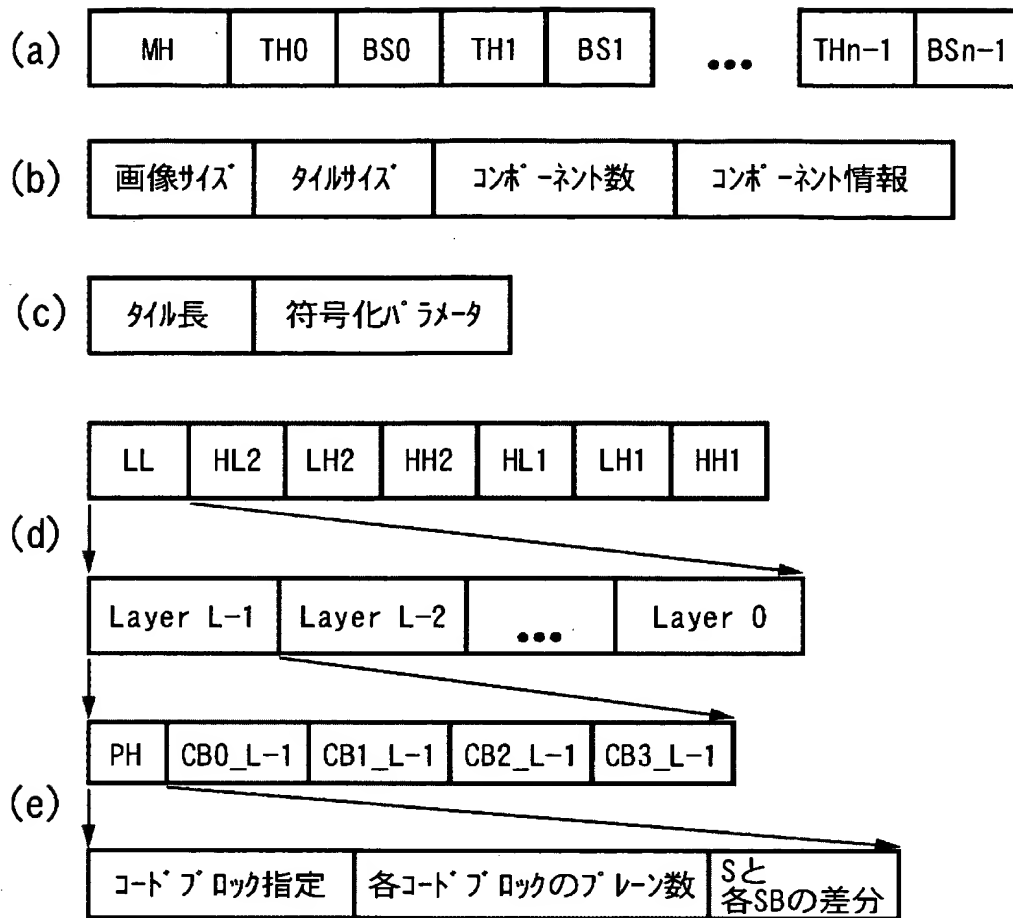 (a) MH TH0 BS0 TH1 BS1 ••• THn-1 BSn-1
(b) 画像ｻｲｽﾞ ﾀｲﾙｻｲｽﾞ ｺﾝﾎﾟｰﾈﾝﾄ数 ｺﾝﾎﾟｰﾈﾝﾄ情報
(c) ﾀｲﾙ長 符号化ﾊﾟﾗﾒｰﾀ
LL HL2 LH2 HH2 HL1 LH1 HH1
(d)
Layer L-1 Layer L-2 ••• Layer 0
PH CB0_L-1 CB1_L-1 CB2_L-1 CB3_L-1
(e)
ｺｰﾄﾞﾌﾞﾛｯｸ指定 各ｺｰﾄﾞﾌﾞﾛｯｸのﾌﾟﾚｰﾝ数 Sと
各SBの差分